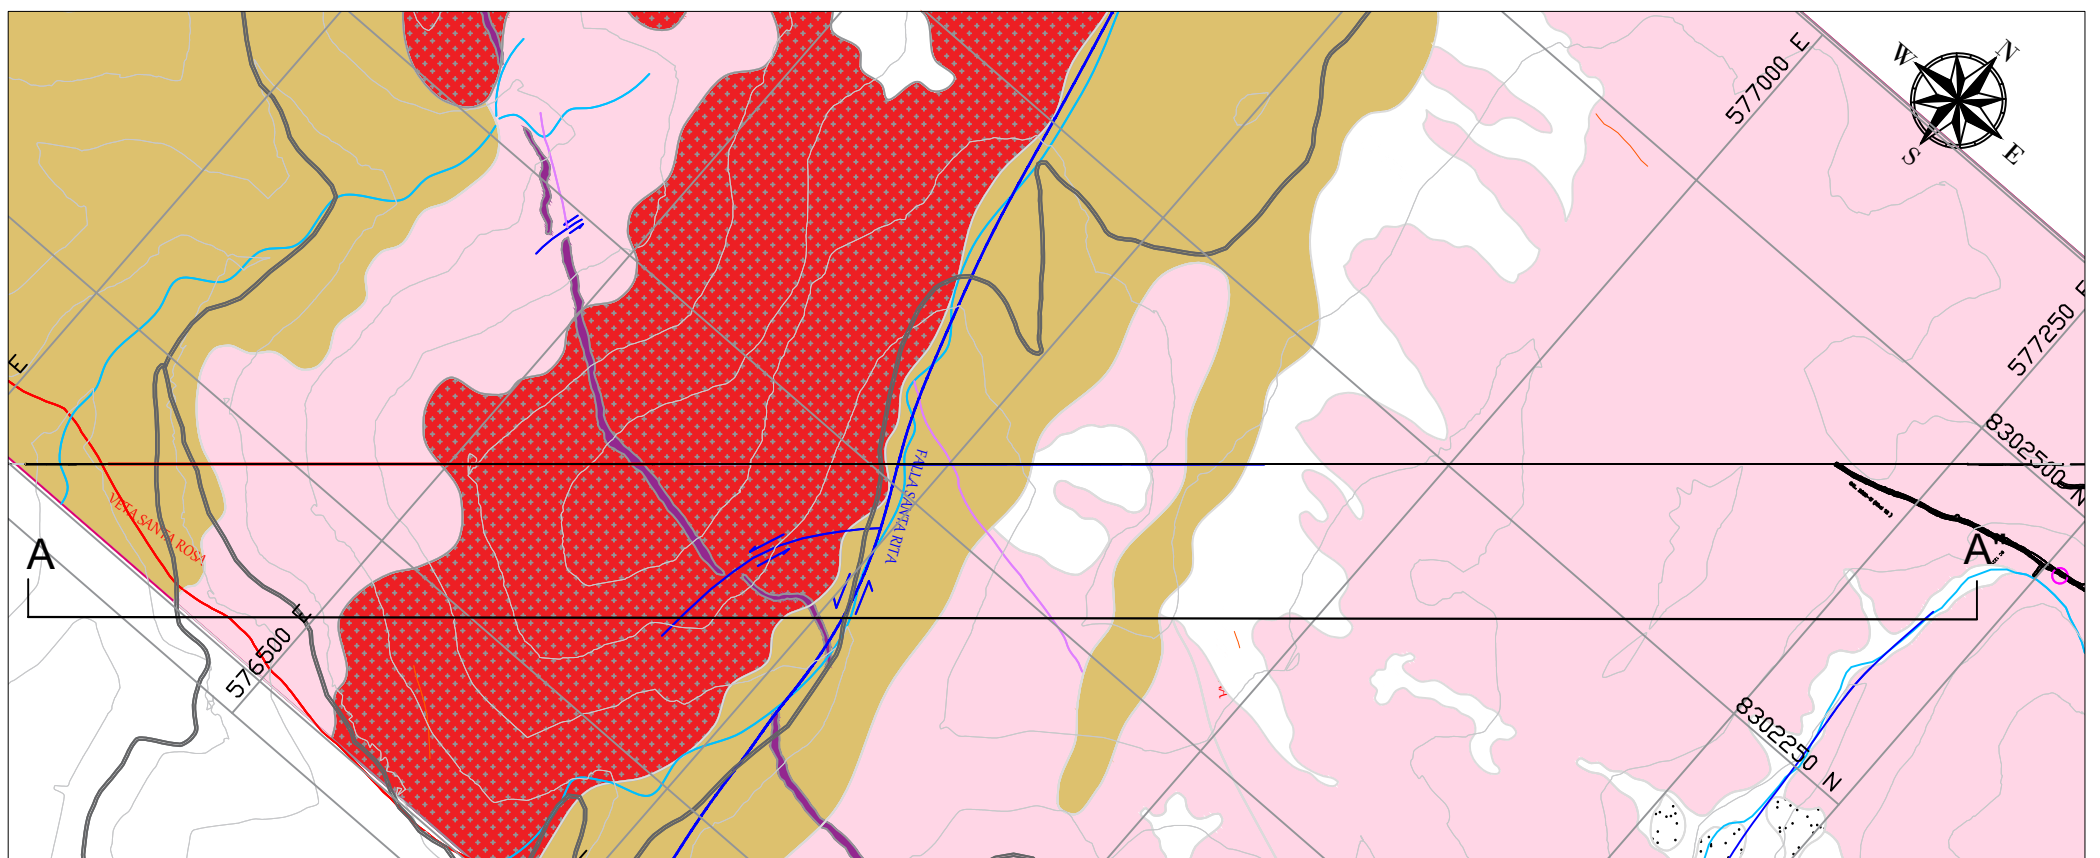 577000 E
W
N
S
E
577250 E
E
8302500 N
FALLA SANTA RITA
VETA SANTA ROSA
A
A"
576500 E
8302250 N